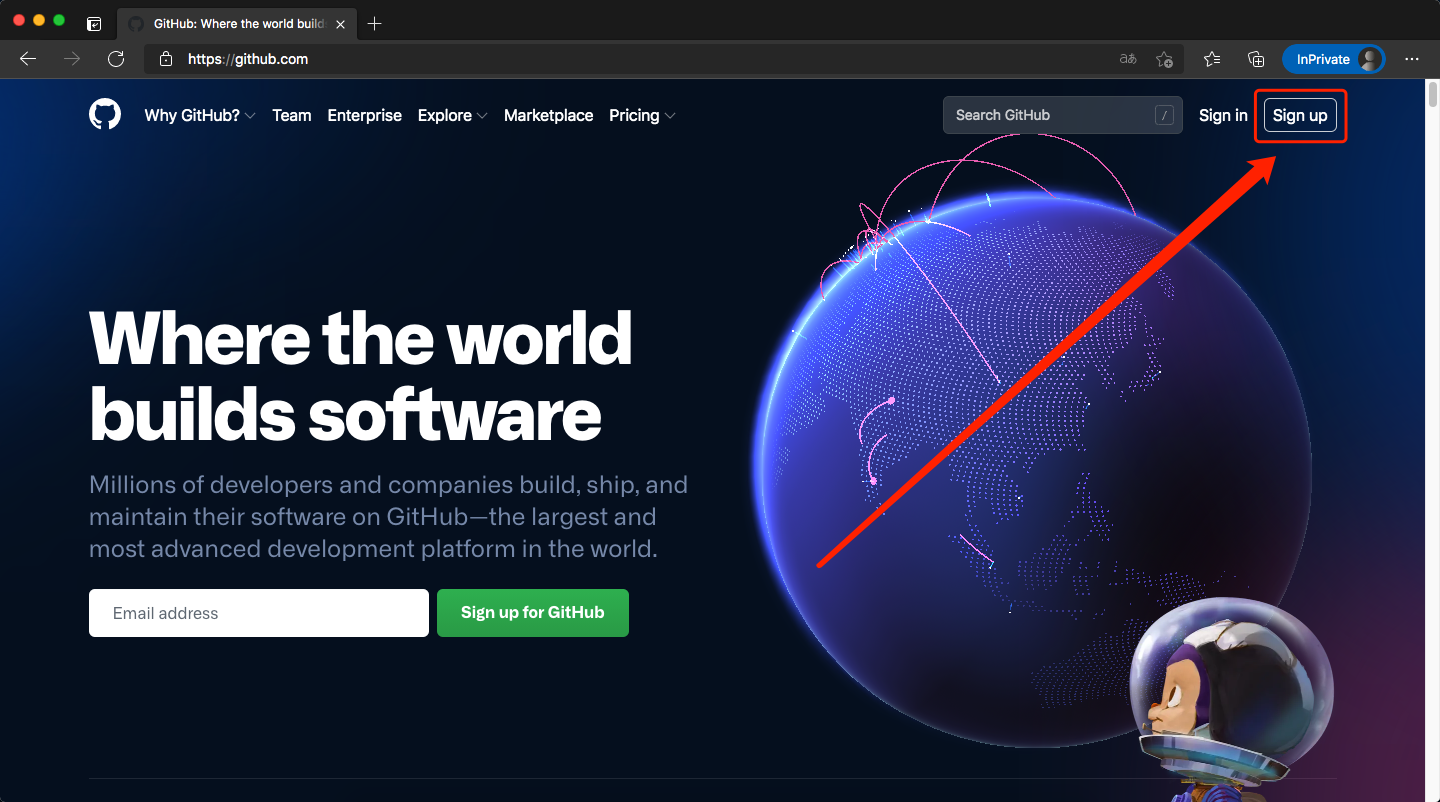 GitHub: Where the world build
https://github.com
あ
InPrivate
Why GitHub?
Team
Enterprise
Explore
Marketplace
Pricing
Search GitHub
/
Sign in
Sign up
Where the world
builds software
Millions of developers and companies build, ship, and
maintain their software on GitHub—the largest and
most advanced development platform in the world.
Email address
Sign up for GitHub